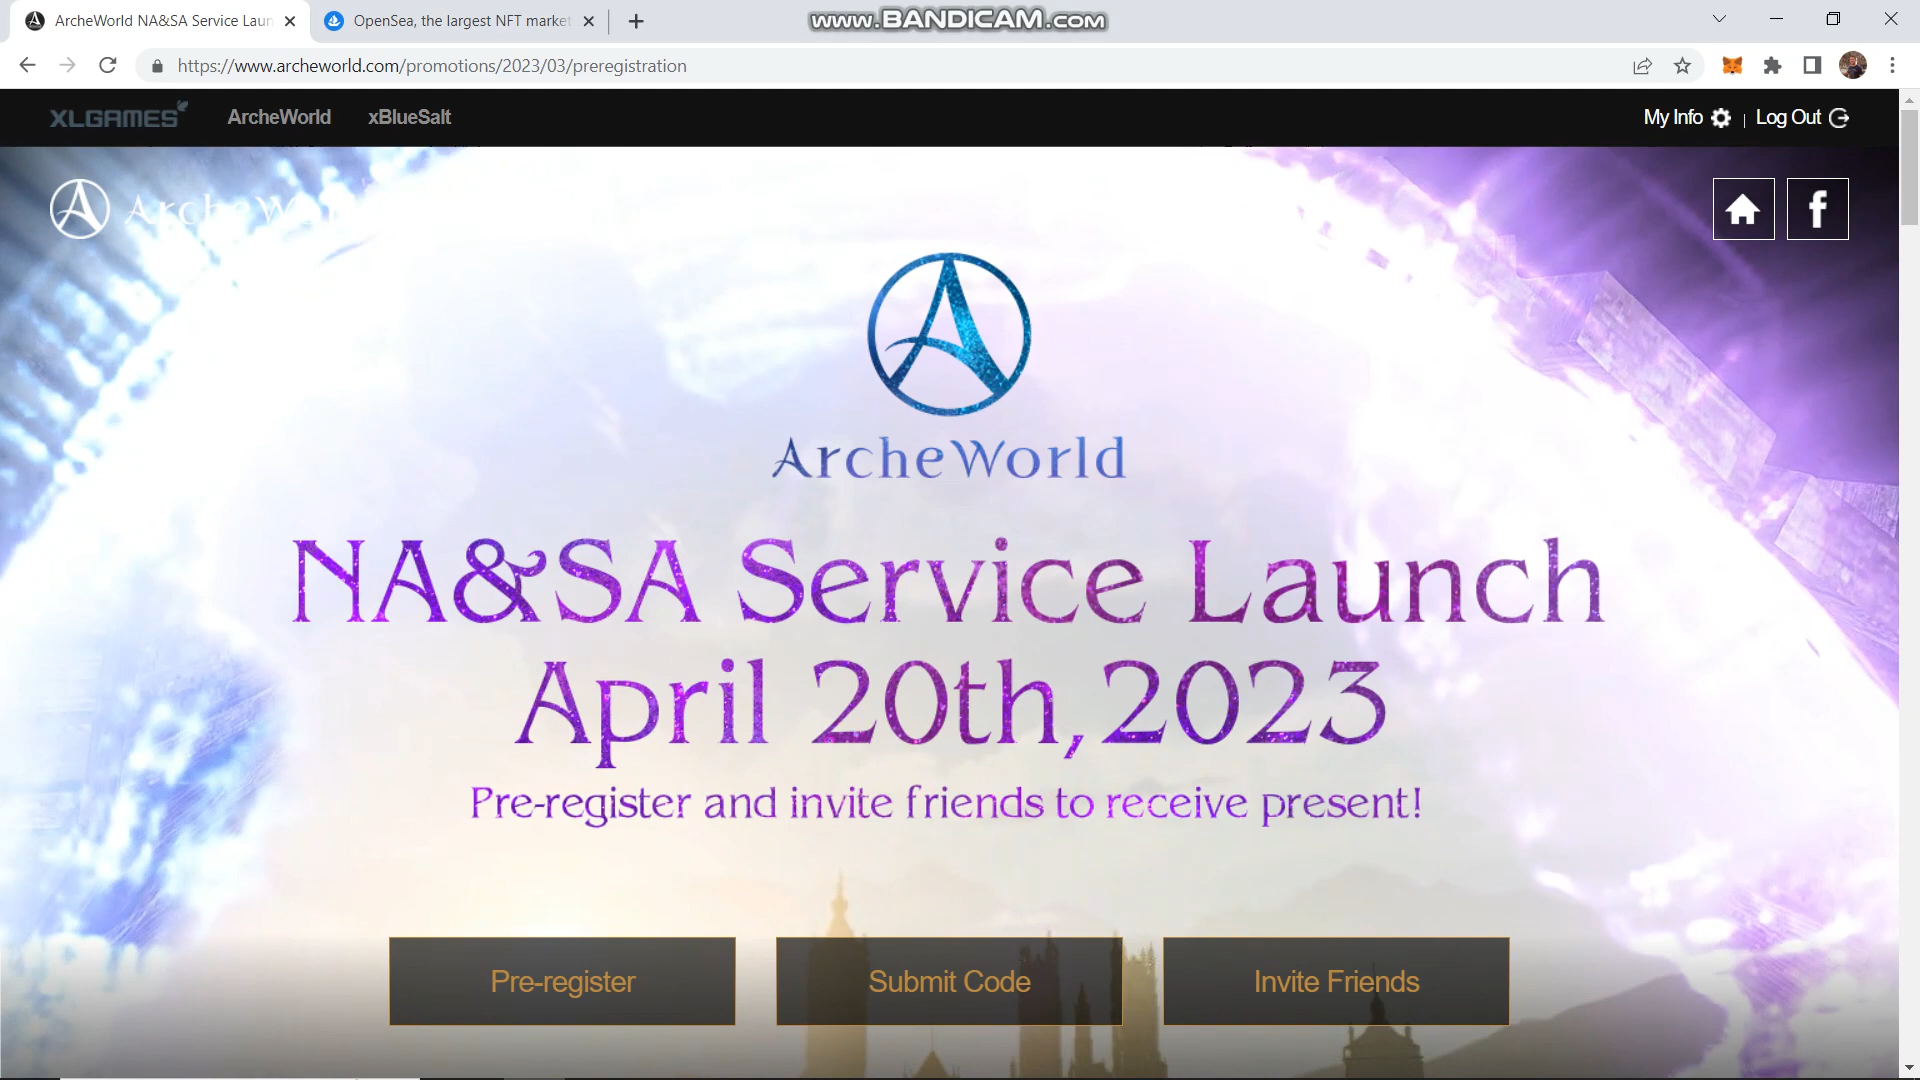 ArcheWorld NA&SA Service Laun
OpenSea, the largest NFT market
www.BANDICAM.com
https://www.archeworld.com/promotions/2023/03/preregistration
XLGAMES
ArcheWorld
xBlueSalt
My Info
Log Out
ArcheWorld
ArcheWorld
NA&SA Service Launch
April 20th, 2023
Pre-register and invite friends to receive present!
Pre-register
Submit Code
Invite Friends